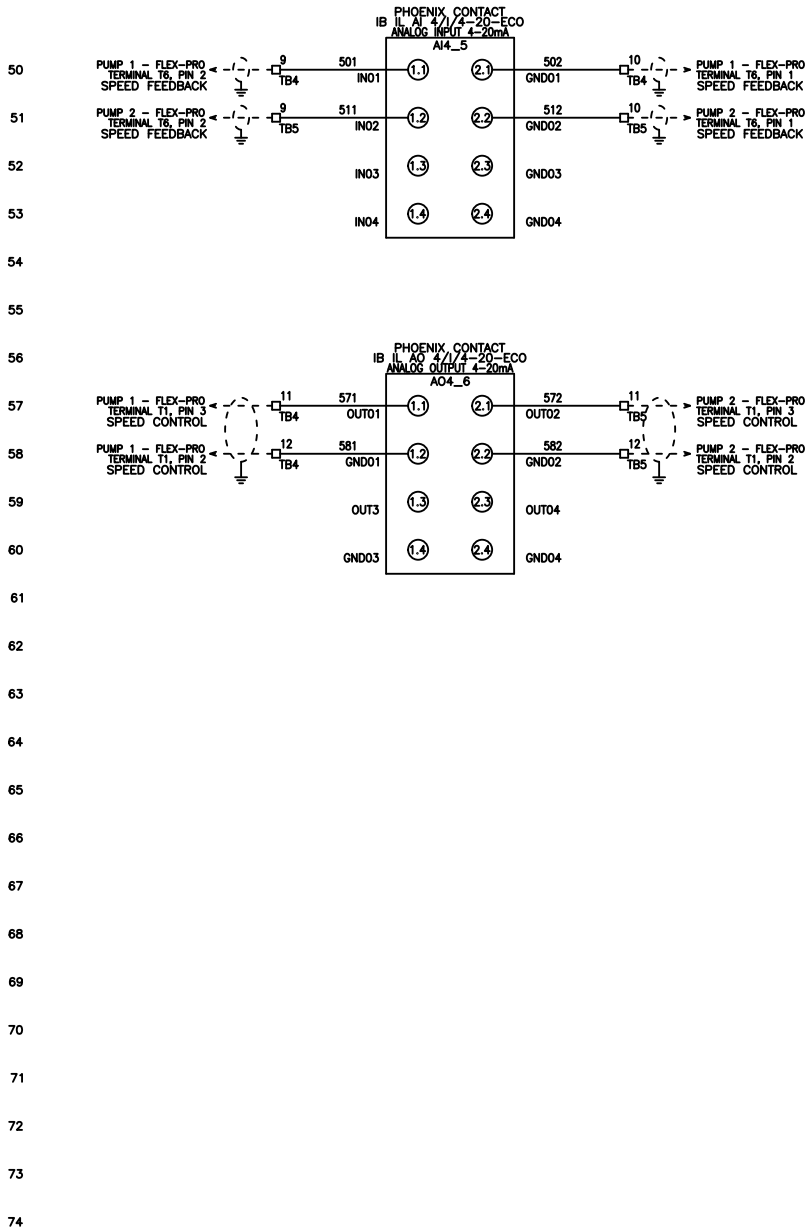 PHOENIX CONTACT
IB IL AI 4/I/4-20-ECO
ANALOG INPUT 4-20mA
AI4_5
50
PUMP 1 - FLEX-PRO
TERMINAL T6, PIN 2
SPEED FEEDBACK
9
TB4
501
IN01
1.1
2.1
502
GND01
10
TB4
PUMP 1 - FLEX-PRO
TERMINAL T6, PIN 1
SPEED FEEDBACK
51
PUMP 2 - FLEX-PRO
TERMINAL T6, PIN 2
SPEED FEEDBACK
9
TB5
511
IN02
1.2
2.2
512
GND02
10
TB5
PUMP 2 - FLEX-PRO
TERMINAL T6, PIN 1
SPEED FEEDBACK
52
IN03
1.3
2.3
GND03
53
IN04
1.4
2.4
GND04
54
55
56
PHOENIX CONTACT
IB IL AO 4/I/4-20-ECO
ANALOG OUTPUT 4-20mA
AO4_6
57
PUMP 1 - FLEX-PRO
TERMINAL T1, PIN 3
SPEED CONTROL
11
TB4
571
OUT01
1.1
2.1
572
OUT02
11
TB5
PUMP 2 - FLEX-PRO
TERMINAL T1, PIN 3
SPEED CONTROL
58
PUMP 1 - FLEX-PRO
TERMINAL T1, PIN 2
SPEED CONTROL
12
TB4
581
GND01
1.2
2.2
582
GND02
12
TB5
PUMP 2 - FLEX-PRO
TERMINAL T1, PIN 2
SPEED CONTROL
59
OUT3
1.3
2.3
OUT04
60
GND03
1.4
2.4
GND04
61
62
63
64
65
66
67
68
69
70
71
72
73
74